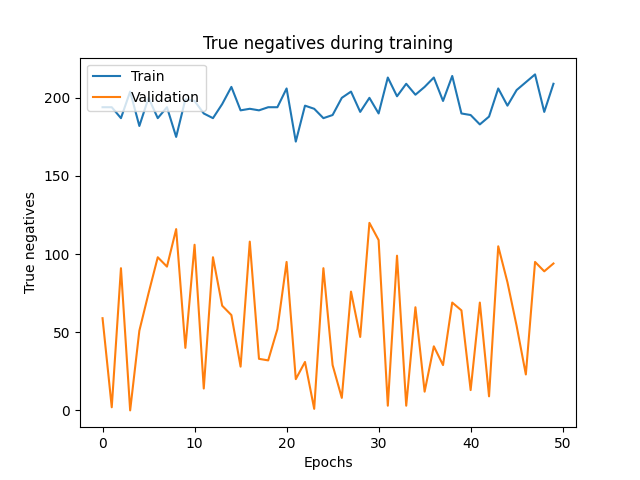 True negatives during training
Train
Validation
True negatives
200
150
100
50
0
0 10 20 30 40 50
Epochs